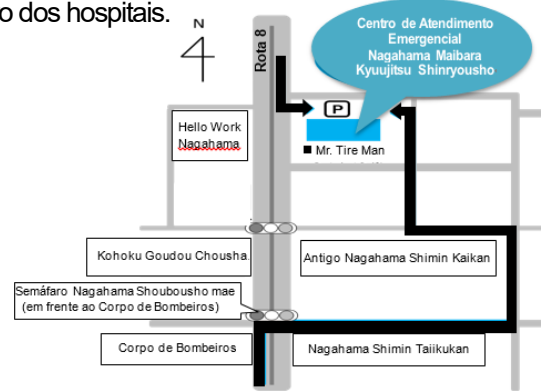 o dos hospitais.
N
Rota 8
Centro de Atendimento
Emergencial
Nagahama Maibara
Kyuujitsu Shinryousho
P
Hello Work
Nagahama
Mr. Tire Man
Kohoku Goudou Chousha
Antigo Nagahama Shimin Kaikan
Semáfaro Nagahama Shoubousho mae
(em frente ao Corpo de Bombeiros)
Corpo de Bombeiros
Nagahama Shimin Taiikukan